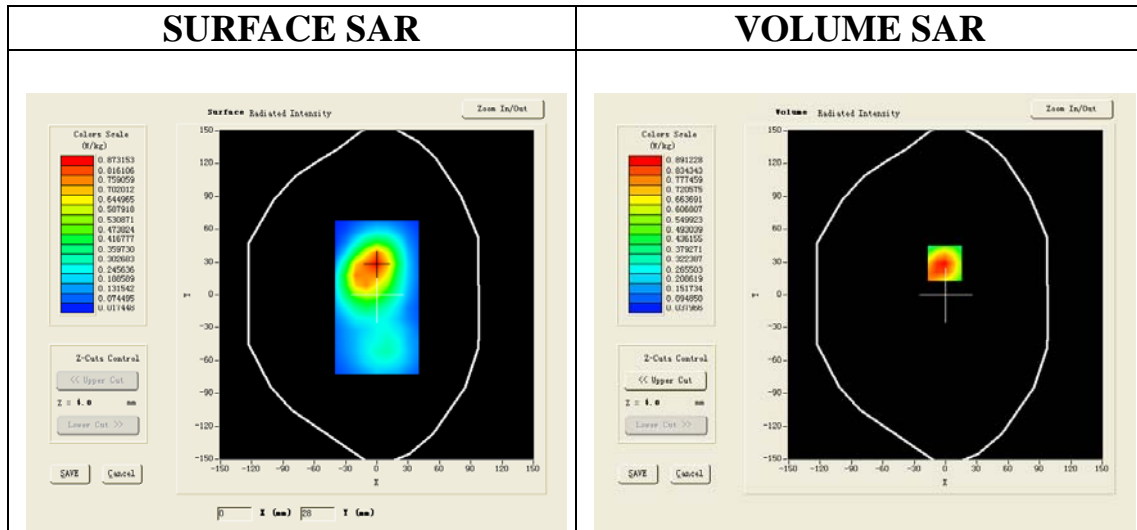 SURFACE SAR
VOLUME SAR
Surface Radiated Intensity
Zoom In/Out
Colors Scale
(W/kg)
0.873153
0.816106
0.759059
0.702012
0.644965
0.587918
0.530871
0.473824
0.416777
0.359730
0.302683
0.245636
0.188589
0.131542
0.074495
0.017448
150
120
90
60
30
0
-30
-60
-90
-120
-150
Y
-150 -120 -90 -60 -30 0 30 60 90 120 150
X
Z-Cuts Control
<< Upper Cut
Z = 4.0 mm
Lower Cut >>
SAVE
Cancel
0 X (mm) 28 Y (mm)
Volume Radiated Intensity
Zoom In/Out
Colors Scale
(W/kg)
0.891228
0.834343
0.777459
0.720575
0.663691
0.606807
0.549923
0.493039
0.436155
0.379271
0.322387
0.265503
0.208619
0.151734
0.094850
0.037966
150
120
90
60
30
0
-30
-60
-90
-120
-150
Y
-150 -120 -90 -60 -30 0 30 60 90 120 150
X
Z-Cuts Control
<< Upper Cut
Z = 4.0 mm
Lower Cut >>
SAVE
Cancel